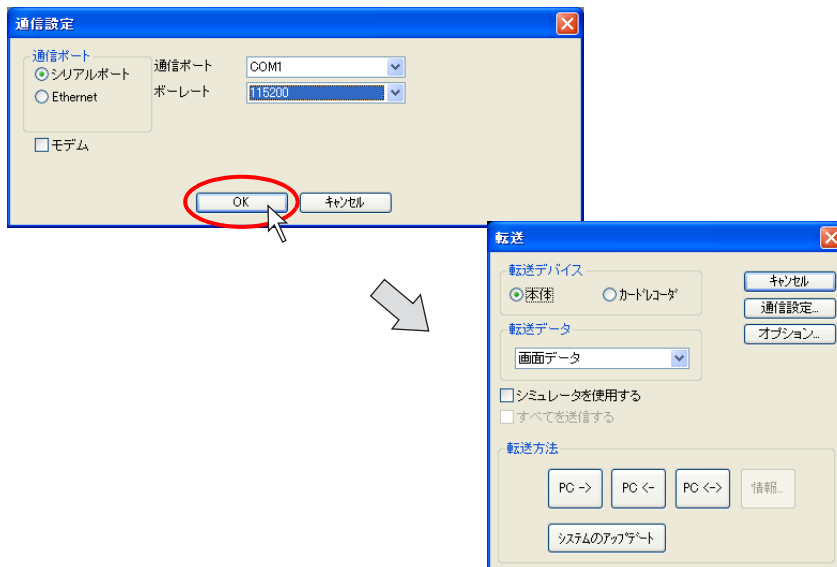 通信設定
通信ポート
シリアルポート
Ethernet
通信ポート COM1
ボーレート 115200
モデム
OK キャンセル
転送
転送デバイス
本体 カードレコーダ
キャンセル
通信設定...
オプション...
転送データ
画面データ
シミュレータを使用する
すべてを送信する
転送方法
PC -> PC <- PC <-> 情報...
システムのアップデート